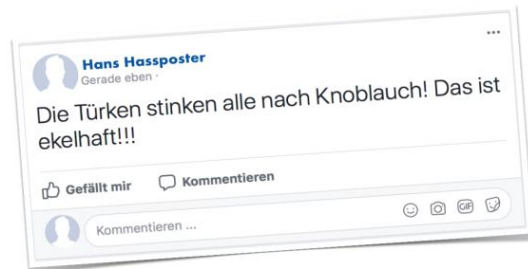 Hans Hassposter
Gerade eben ·
Die Türken stinken alle nach Knoblauch! Das ist
ekelhaft!!!
Gefällt mir Kommentieren
Kommentieren ...
GIF